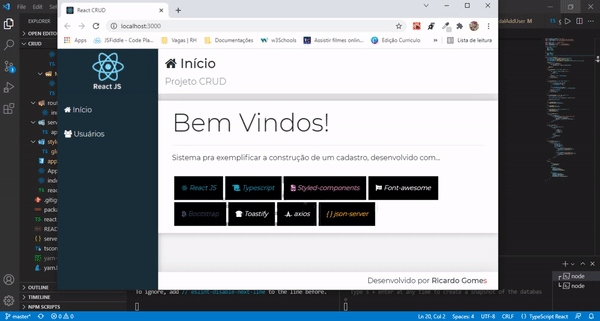 React CRUD
localhost:3000
Apps
JSFiddle - Code Pla...
Vagas | RH
Documentações
w3Schools
Assistir filmes onlin...
Edição Currículo
Lista de leitura
EXPLORER
OPEN EDITORS
CRUD
React JS
Início
Usuários
Início
Projeto CRUD
Bem Vindos!
Sistema pra exemplificar a construção de um cadastro, desenvolvido com...
React JS
Typescript
Styled-components
Font-awesome
Bootstrap
Toastify
axios
json-server
Desenvolvido por Ricardo Gomes
OUTLINE
TIMELINE
NPM SCRIPTS
To ignore, add // eslint-disable-next-line to the line before.
node
node
master*
0
0
Ln 20, Col 2
Spaces: 4
UTF-8
CRLF
TypeScript React